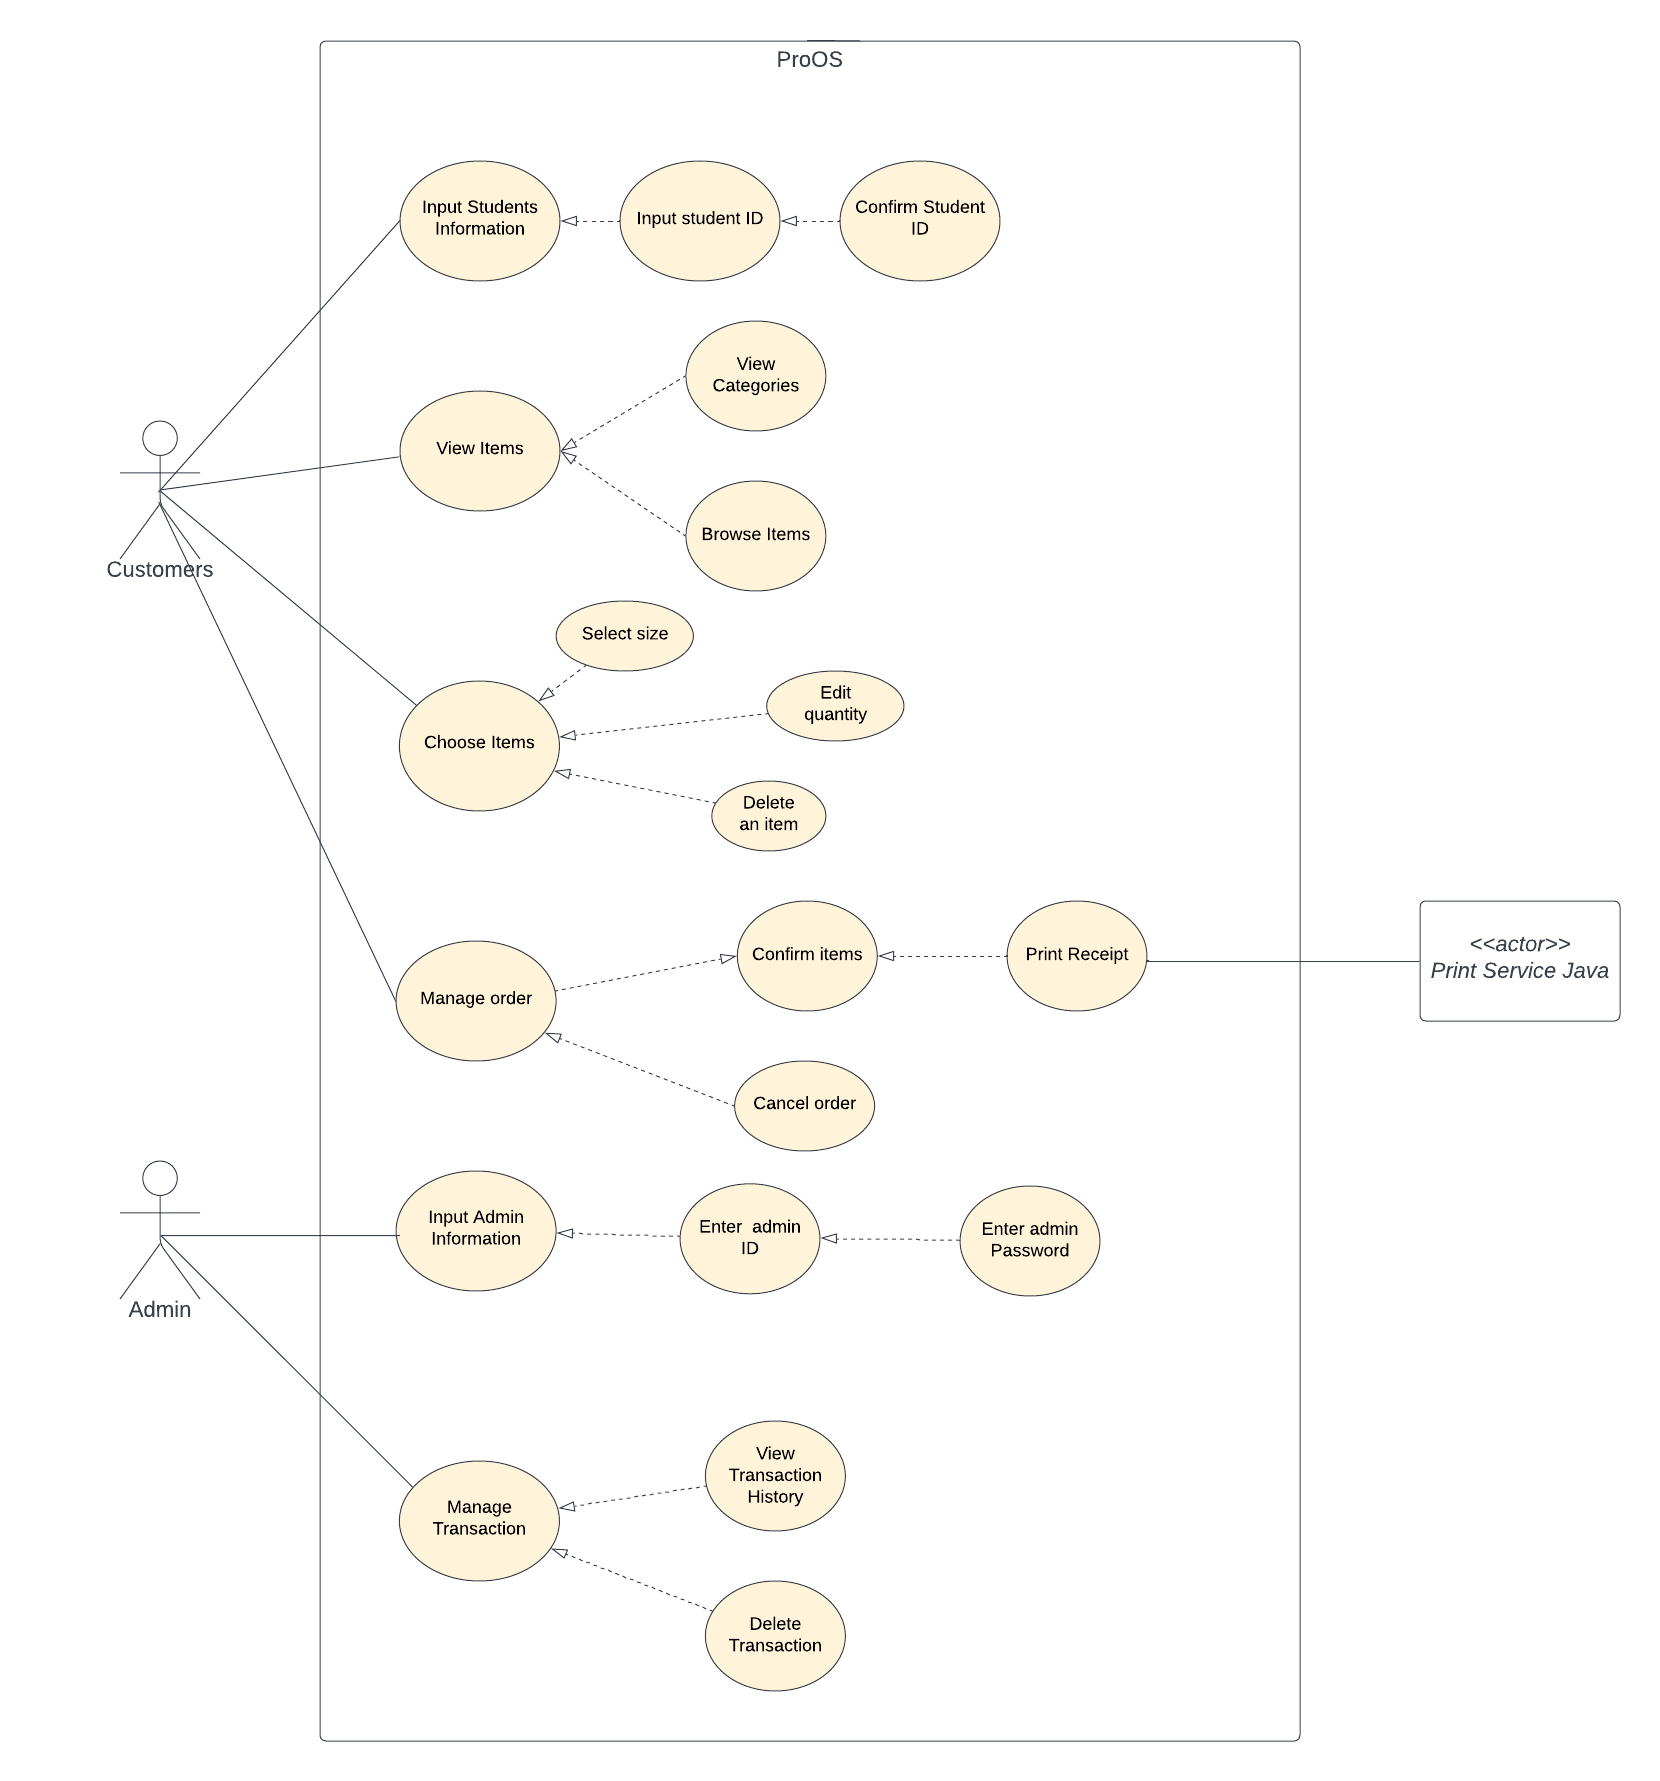 ProOS
Input Students
Information
Input student ID
Confirm Student
ID
View
Categories
View Items
Browse Items
Customers
Select size
Edit
quantity
Choose Items
Delete
an item
Confirm items
Print Receipt
<<actor>>
Print Service Java
Manage order
Cancel order
Input Admin
Information
Enter  admin
ID
Enter admin
Password
Admin
View
Transaction
History
Manage
Transaction
Delete
Transaction